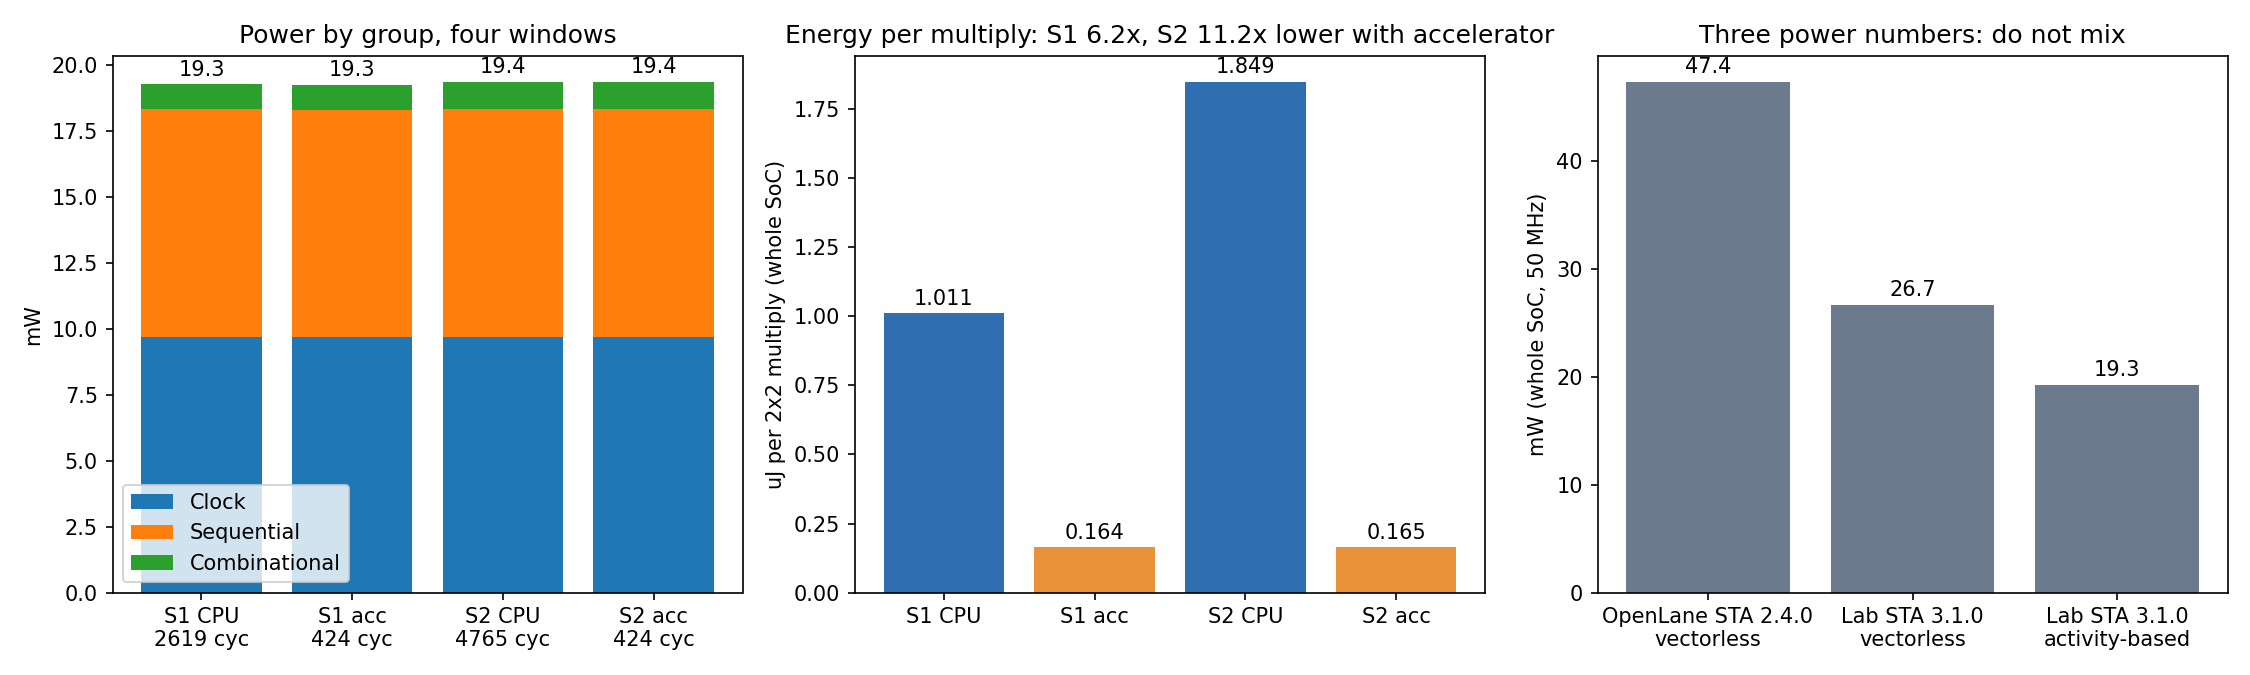 Power by group, four windows
mW
20.0
17.5
15.0
12.5
10.0
7.5
5.0
2.5
0.0
19.3
19.3
19.4
19.4
Clock
Sequential
Combinational
S1 CPU
2619 cyc
S1 acc
424 cyc
S2 CPU
4765 cyc
S2 acc
424 cyc
Energy per multiply: S1 6.2x, S2 11.2x lower with accelerator
uJ per 2x2 multiply (whole SoC)
1.75
1.50
1.25
1.00
0.75
0.50
0.25
0.00
1.011
0.164
1.849
0.165
S1 CPU
S1 acc
S2 CPU
S2 acc
Three power numbers: do not mix
mW (whole SoC, 50 MHz)
40
30
20
10
0
47.4
26.7
19.3
OpenLane STA 2.4.0
vectorless
Lab STA 3.1.0
vectorless
Lab STA 3.1.0
activity-based